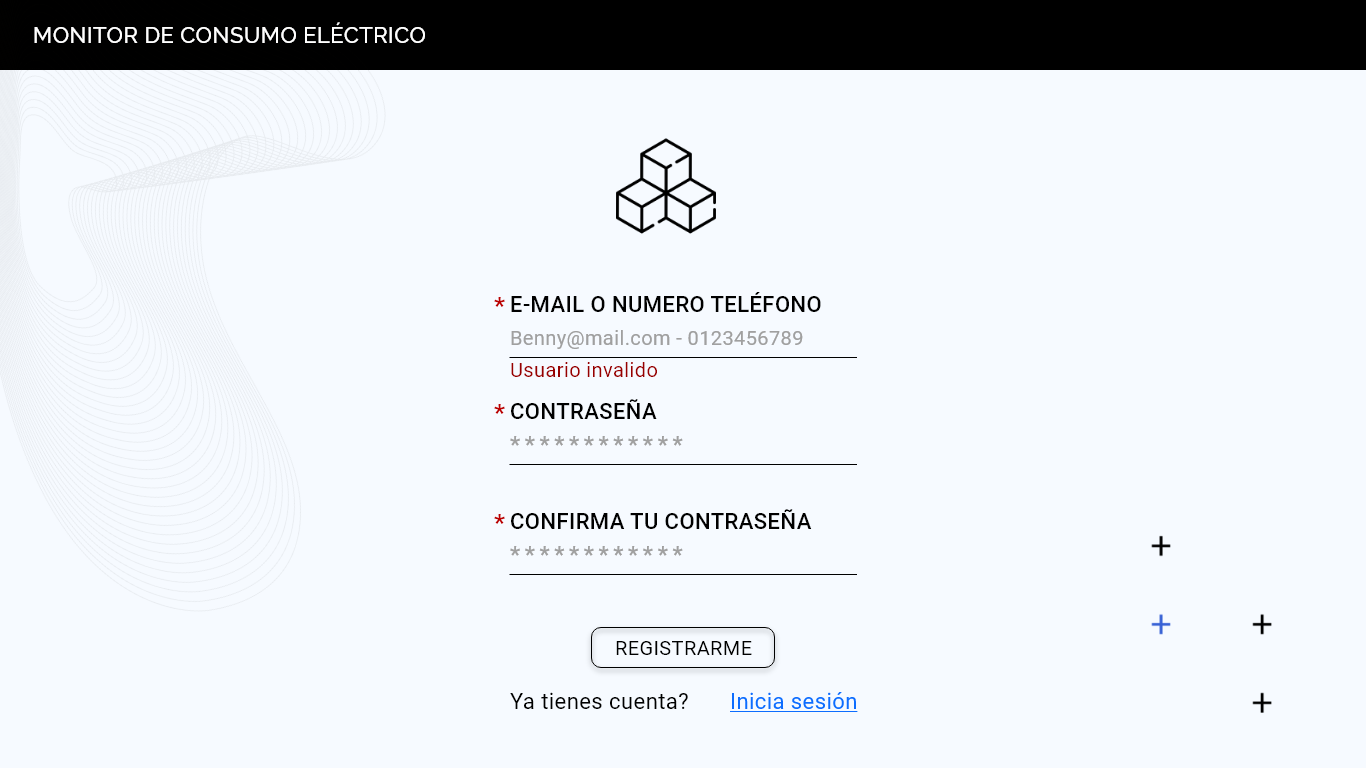 MONITOR DE CONSUMO ELÉCTRICO
* E-MAIL O NUMERO TELÉFONO
Benny@mail.com - 0123456789
Usuario invalido
* CONTRASEÑA
* * * * * * * * * * * *
* CONFIRMA TU CONTRASEÑA
* * * * * * * * * * * *
REGISTRARME
Ya tienes cuenta? Inicia sesión